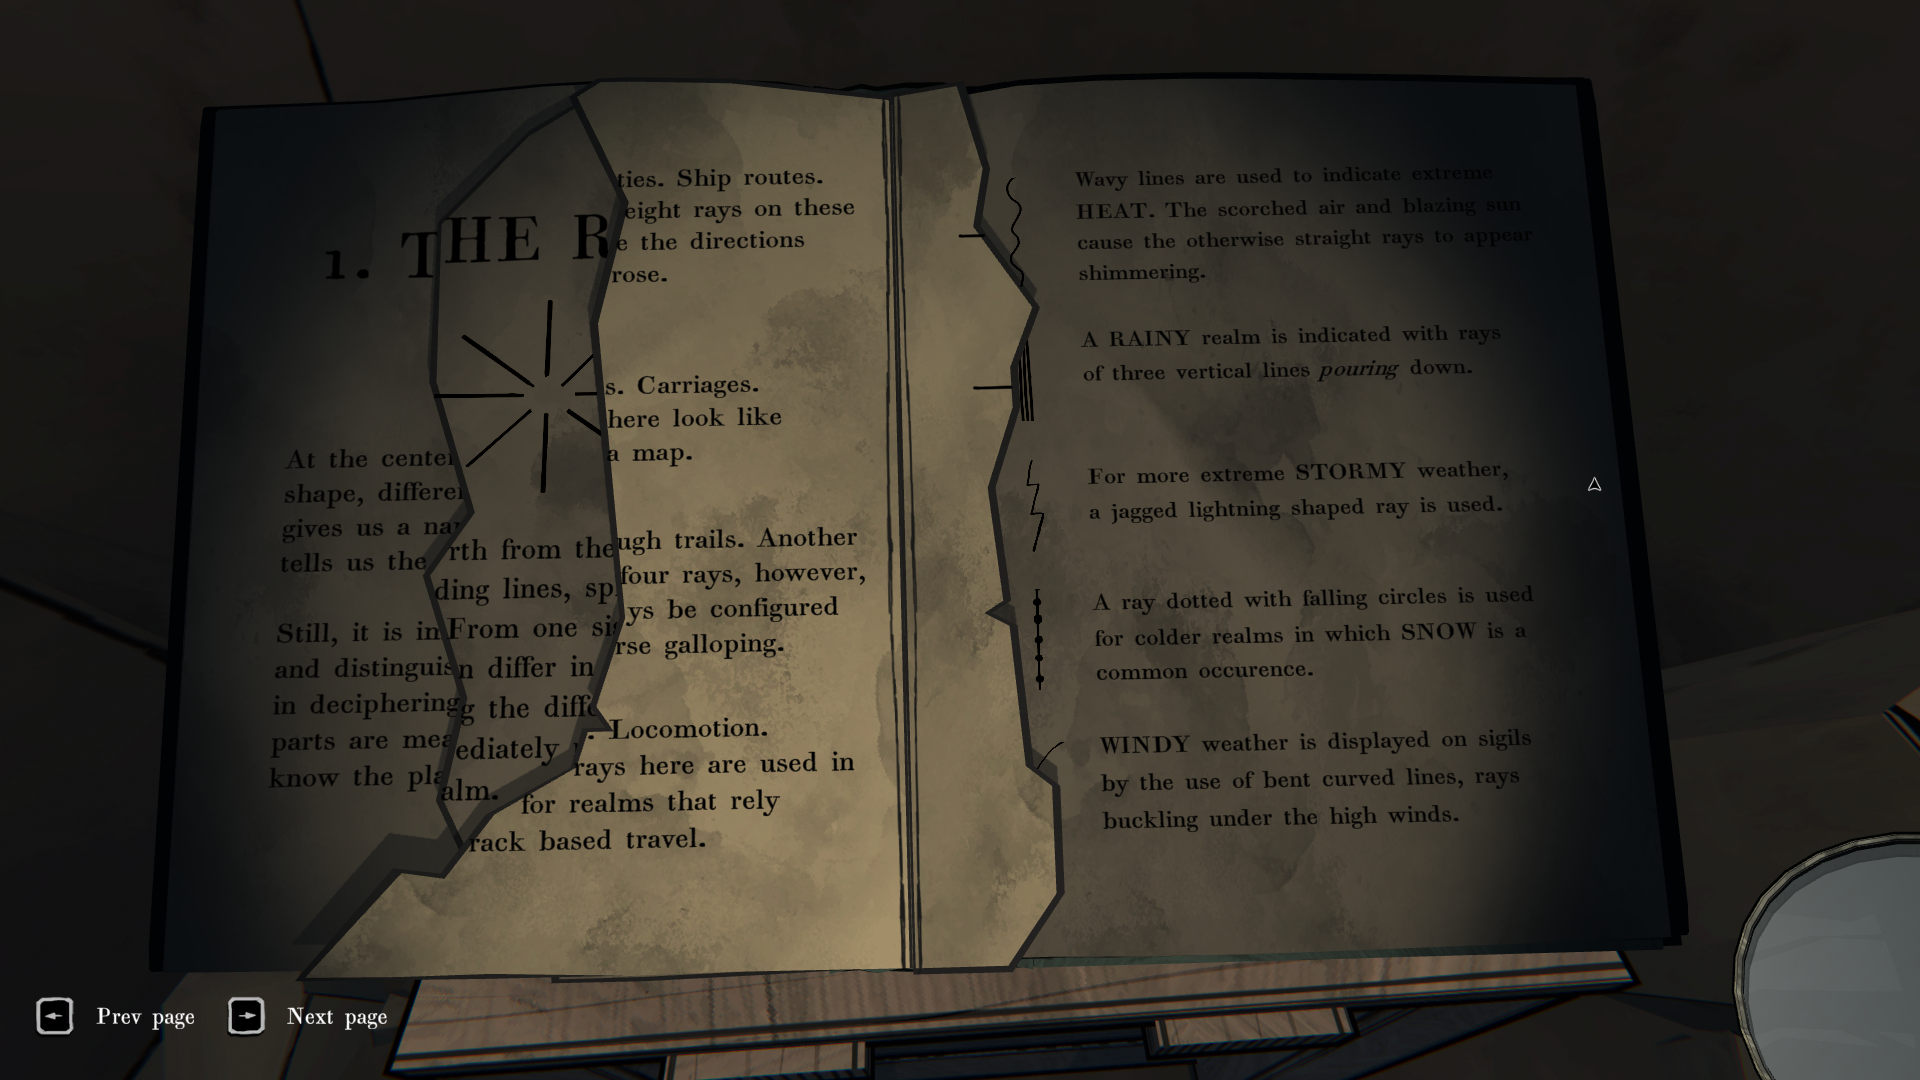 1. THE R
At the center
shape, differe
gives us a na
tells us the
Still, it is in
and distinguis
in deciphering
parts are mea
know the pla
rth from the
ding lines, sp
From one si
n differ in
g the diffe
ediately
alm.
ties. Ship routes.
eight rays on these
e the directions
rose.
s. Carriages.
here look like
a map.
ugh trails. Another
four rays, however,
ys be configured
rse galloping.
. Locomotion.
rays here are used in
for realms that rely
rack based travel.
Wavy lines are used to indicate extreme
HEAT. The scorched air and blazing sun
cause the otherwise straight rays to appear
shimmering.
A RAINY realm is indicated with rays
of three vertical lines pouring down.
For more extreme STORMY weather,
a jagged lightning shaped ray is used.
A ray dotted with falling circles is used
for colder realms in which SNOW is a
common occurence.
WINDY weather is displayed on sigils
by the use of bent curved lines, rays
buckling under the high winds.
Prev page
Next page